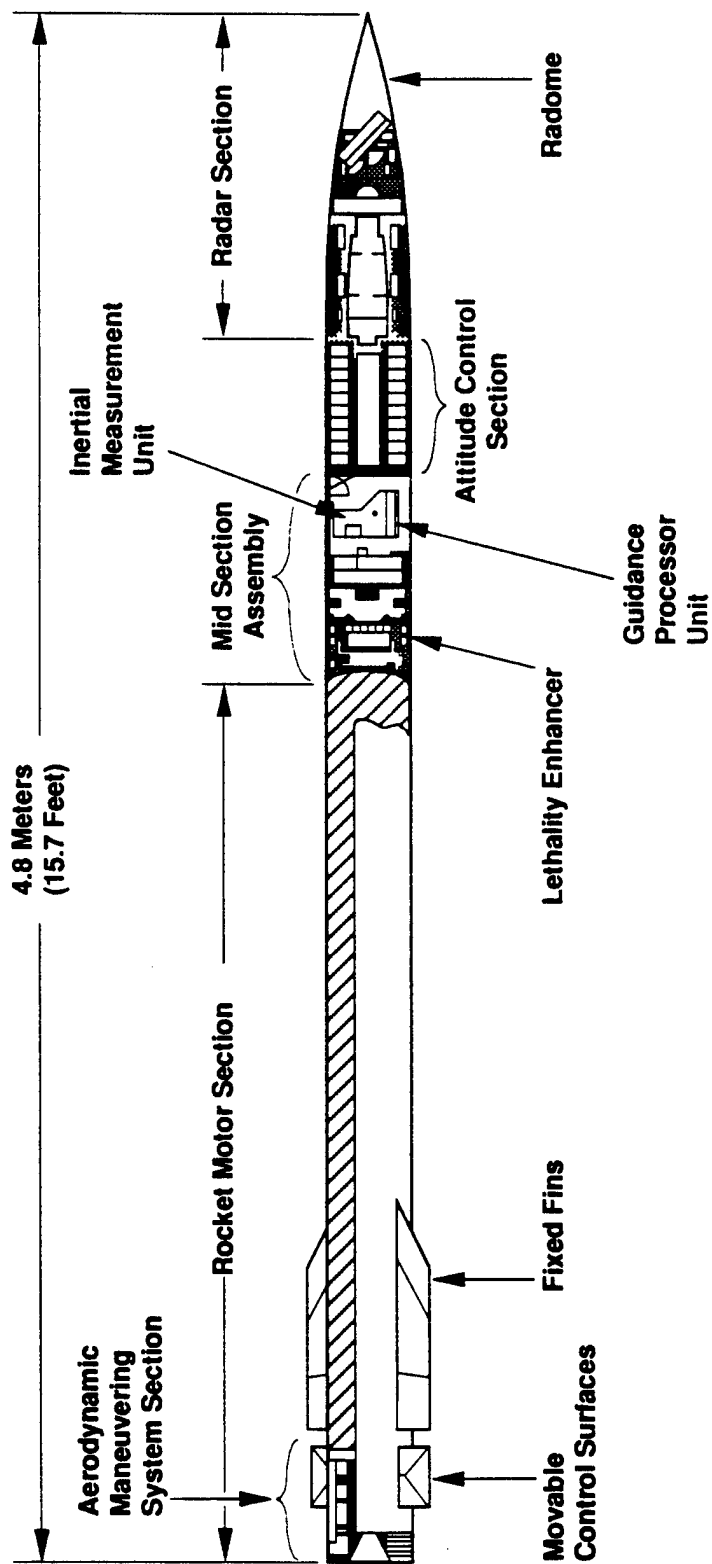 4.8 Meters
(15.7 Feet)
Rocket Motor Section
Radar Section
Aerodynamic
Maneuvering
System Section
Mid Section
Assembly
Inertial
Measurement
Unit
Movable
Control Surfaces
Fixed Fins
Lethality Enhancer
Guidance
Processor
Unit
Attitude Control
Section
Radome